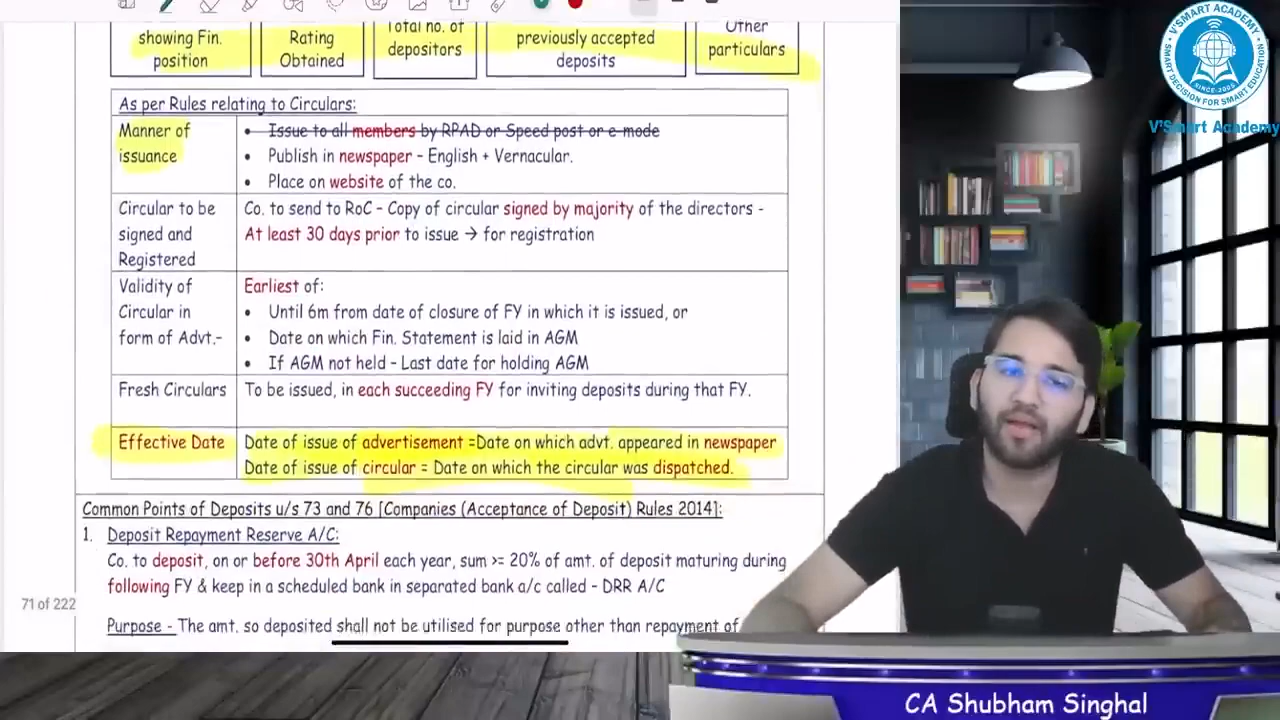 showing Fin.
position
Rating
Obtained
Total no. of
depositors
previously accepted
deposits
Other
particulars
As per Rules relating to Circulars:
Manner of
issuance
• Issue to all members by RPAD or Speed post or e-mode
• Publish in newspaper – English + Vernacular.
• Place on website of the co.
Circular to be
signed and
Registered
Co. to send to RoC – Copy of circular signed by majority of the directors -
At least 30 days prior to issue → for registration
Validity of
Circular in
form of Advt.-
Earliest of:
• Until 6m from date of closure of FY in which it is issued, or
• Date on which Fin. Statement is laid in AGM
• If AGM not held – Last date for holding AGM
Fresh Circulars
To be issued, in each succeeding FY for inviting deposits during that FY.
Effective Date
Date of issue of advertisement =Date on which advt. appeared in newspaper
Date of issue of circular = Date on which the circular was dispatched.
Common Points of Deposits u/s 73 and 76 [Companies (Acceptance of Deposit) Rules 2014]:
1. Deposit Repayment Reserve A/C:
Co. to deposit, on or before 30th April each year, sum >= 20% of amt. of deposit maturing during
following FY & keep in a scheduled bank in separated bank a/c called – DRR A/C
71 of 222
Purpose - The amt. so deposited shall not be utilised for purpose other than repayment of
V'SMART ACADEMY
SINCE-2005
SMART DECISION FOR SMART EDUCATION
V'Smart Academy
CA Shubham Singhal